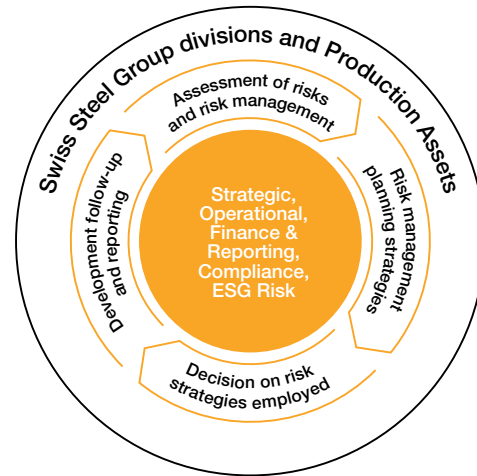 Swiss Steel Group divisions and Production Assets
Assessment of risks
and risk management
Risk management
planning strategies
Decision on risk
strategies employed
Development follow-up
and reporting
Strategic,
Operational,
Finance &
Reporting,
Compliance,
ESG Risk